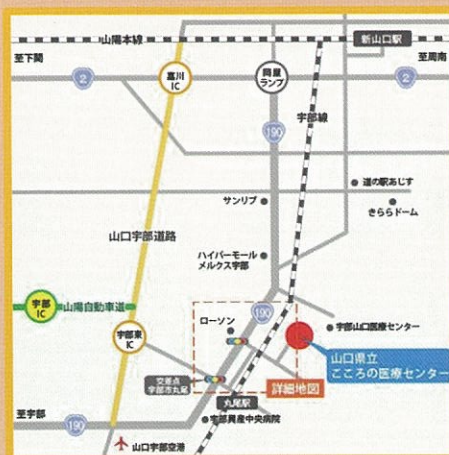 山陽本線
新山口駅
至下関
2
嘉川
IC
岡屋
ランプ
2
至周南
宇部線
190
道の駅あじす
サンリブ
きららドーム
山口宇部道路
ハイパーモール
メルクス宇部
宇部
IC
山陽自動車道
190
ローソン
宇部東
IC
宇部山口医療センター
山口県立
こころの医療センター
交差点
宇部市丸尾
詳細地図
丸尾駅
至宇部
190
宇部興産中央病院
山口宇部空港